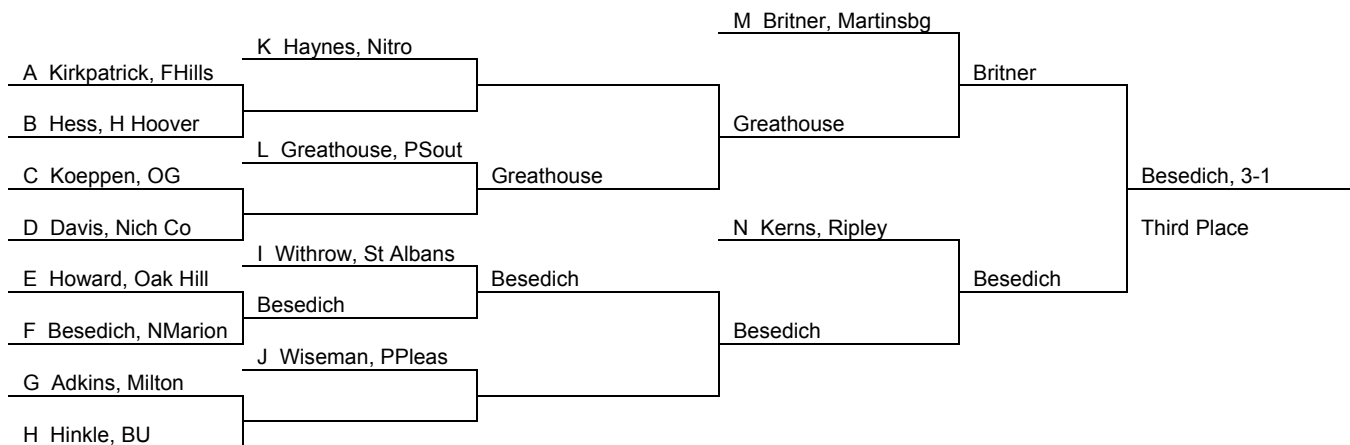 M Britner, Martinsbg
K Haynes, Nitro
A Kirkpatrick, FHills
Britner
B Hess, H Hoover
Greathouse
L Greathouse, PSout
C Koeppen, OG
Greathouse
Besedich, 3-1
D Davis, Nich Co
N Kerns, Ripley
Third Place
I Withrow, St Albans
E Howard, Oak Hill
Besedich
Besedich
Besedich
F Besedich, NMarion
Besedich
J Wiseman, PPleas
G Adkins, Milton
H Hinkle, BU